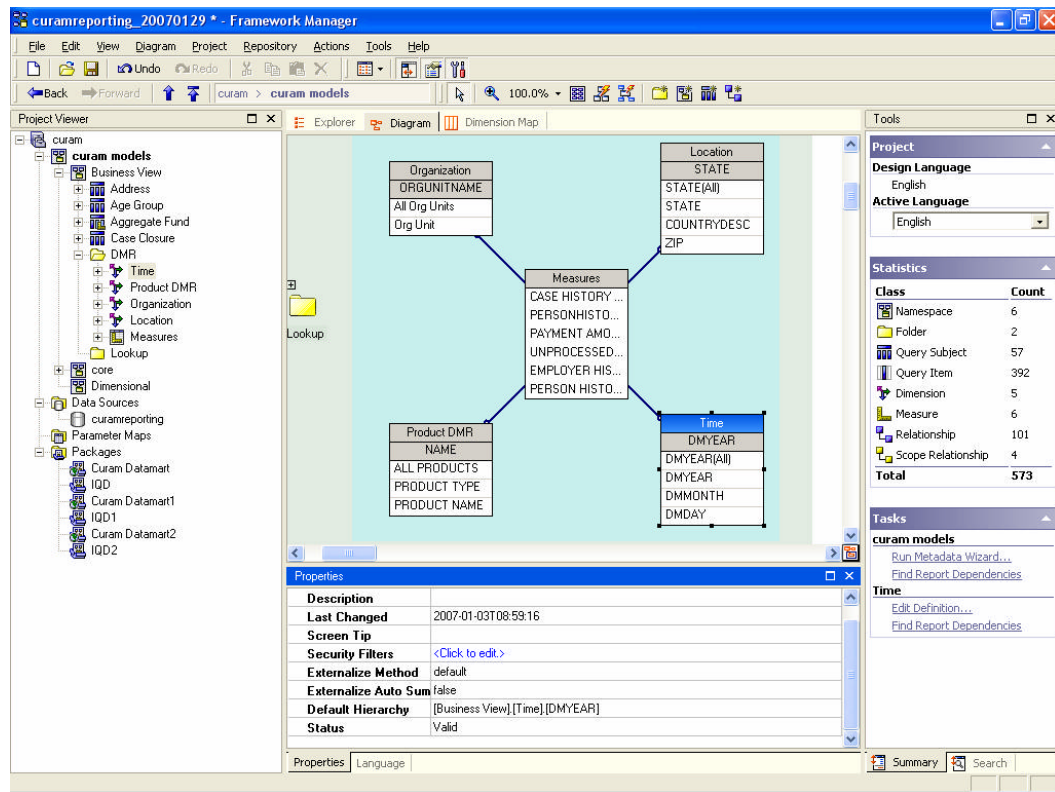 curamreporting_20070129 * - Framework Manager
File Edit View Diagram Project Repository Actions Tools Help
Undo Redo
Back Forward curam > curam models 100.0%
Project Viewer
curam
curam models
Business View
Address
Age Group
Aggregate Fund
Case Closure
DMR
Time
Product DMR
Organization
Location
Measures
Lookup
core
Dimensional
Data Sources
curamreporting
Parameter Maps
Packages
Curam Datamart
IQD
Curam Datamart1
IQD1
Curam Datamart2
IQD2
Explorer Diagram Dimension Map
Organization
ORGUNITNAME
All Org Units
Org Unit
Location
STATE
STATE(All)
STATE
COUNTRYDESC
ZIP
Lookup
Measures
CASE HISTORY ...
PERSONHISTO...
PAYMENT AMO...
UNPROCESSED...
EMPLOYER HIS...
PERSON HISTO...
Product DMR
NAME
ALL PRODUCTS
PRODUCT TYPE
PRODUCT NAME
Time
DMYEAR
DMYEAR(All)
DMYEAR
DMMONTH
DMDAY
Properties
Description
Last Changed 2007-01-03T08:59:16
Screen Tip
Security Filters <Click to edit.>
Externalize Method default
Externalize Auto Sum false
Default Hierarchy [Business View].[Time].[DMYEAR]
Status Valid
Properties Language
Tools
Project
Design Language
English
Active Language
English
Statistics
Class Count
Namespace 6
Folder 2
Query Subject 57
Query Item 392
Dimension 5
Measure 6
Relationship 101
Scope Relationship 4
Total 573
Tasks
curam models
Run Metadata Wizard...
Find Report Dependencies
Time
Edit Definition...
Find Report Dependencies
Summary Search